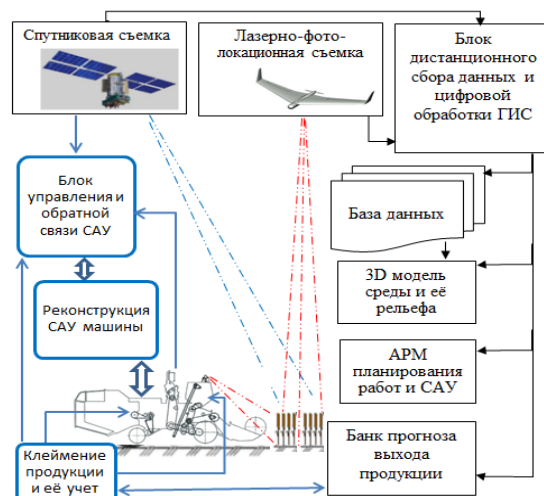 Спутниковая съемка
Лазерно-фото-
локационная съемка
Блок
дистанционного
сбора данных и
цифровой
обработки ГИС
Блок
управления и
обратной
связи САУ
База данных
3D модель
среды и её
рельефа
Реконструкция
САУ машины
АРМ
планирования
работ и САУ
Клеймение
продукции
и её учет
Банк прогноза
выхода
продукции